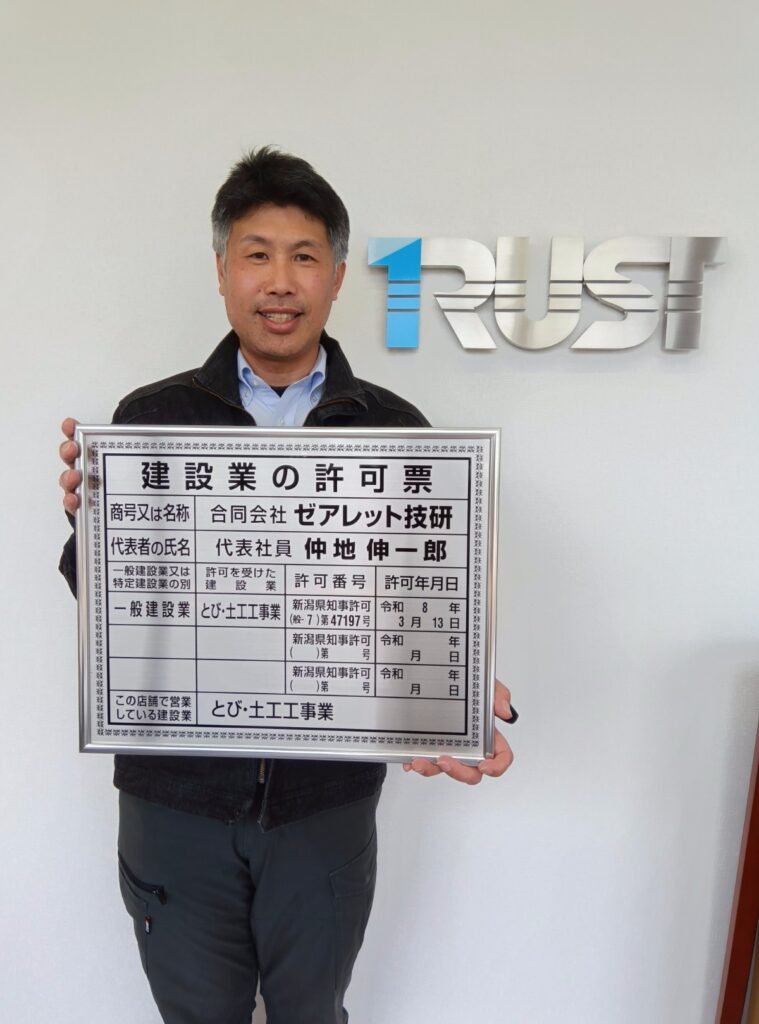 TRUST
建設業の許可票
商号又は名称 合同会社 ゼアレット技研
代表者の氏名 代表社員 仲地 伸一郎
一般建設業又は特定建設業の別 許可を受けた建設業 許可番号 許可年月日
一般建設業 とび・土工工事業 新潟県知事許可 (般-7)第47197号 令和 8 年 3 月 13 日
新潟県知事許可 ( )第 号 令和 年 月 日
新潟県知事許可 ( )第 号 令和 年 月 日
この店舗で営業している建設業 とび・土工工事業